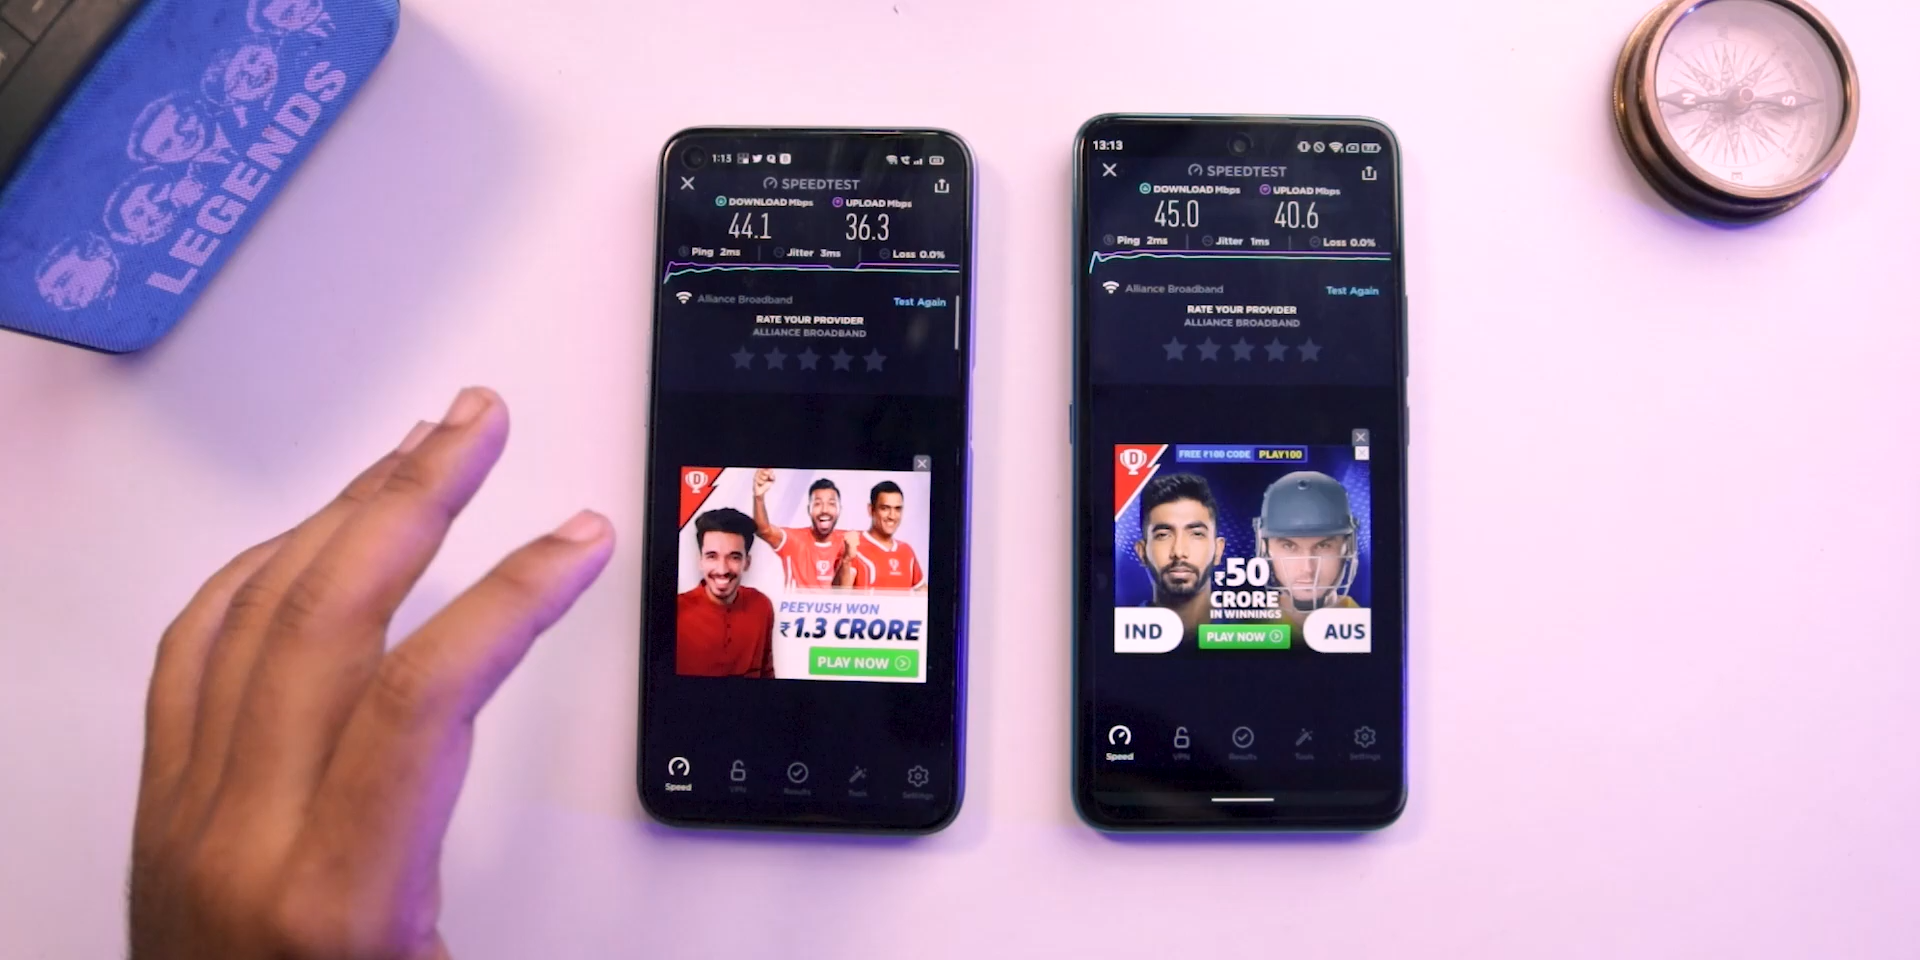 LEGENDS
1:13
SPEEDTEST
DOWNLOAD Mbps
UPLOAD Mbps
44.1
36.3
Ping 2ms
Jitter 3ms
Loss 0.0%
Alliance Broadband
Test Again
RATE YOUR PROVIDER
ALLIANCE BROADBAND
D
PEEYUSH WON
₹1.3 CRORE
PLAY NOW
Speed
VPN
Results
Tools
Settings
13:13
SPEEDTEST
DOWNLOAD Mbps
UPLOAD Mbps
45.0
40.6
Ping 2ms
Jitter 1ms
Loss 0.0%
Alliance Broadband
Test Again
RATE YOUR PROVIDER
ALLIANCE BROADBAND
D
FREE ₹100 CODE PLAY100
₹50
CRORE
IN WINNINGS
IND
PLAY NOW
AUS
Speed
VPN
Results
Tools
Settings
N
S
E